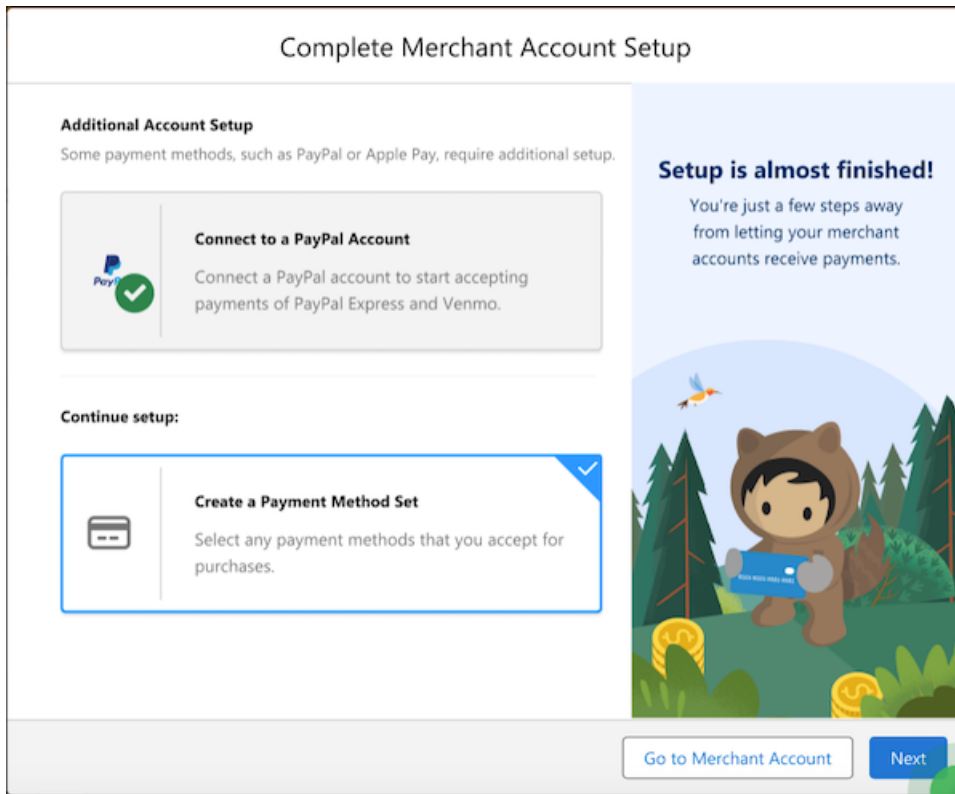 Complete Merchant Account Setup
Additional Account Setup
Some payment methods, such as PayPal or Apple Pay, require additional setup.
Connect to a PayPal Account
Connect a PayPal account to start accepting
payments of PayPal Express and Venmo.
Continue setup:
Create a Payment Method Set
Select any payment methods that you accept for
purchases.
Setup is almost finished!
You're just a few steps away
from letting your merchant
accounts receive payments.
Go to Merchant Account
Next